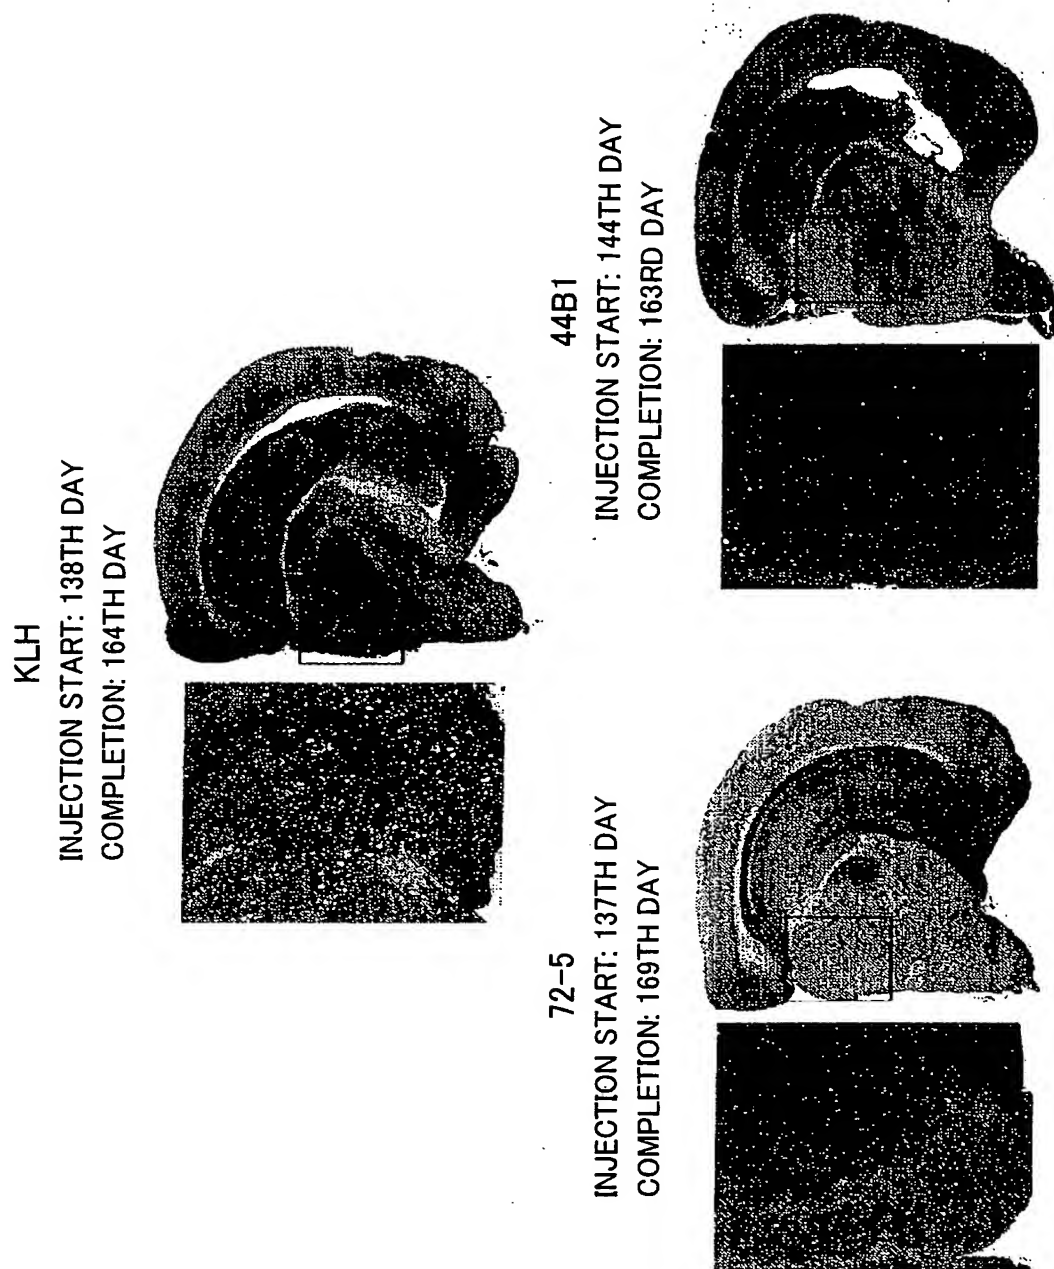 KLH
INJECTION START: 138TH DAY
COMPLETION: 164TH DAY
72-5
INJECTION START: 137TH DAY
COMPLETION: 169TH DAY
44B1
INJECTION START: 144TH DAY
COMPLETION: 163RD DAY